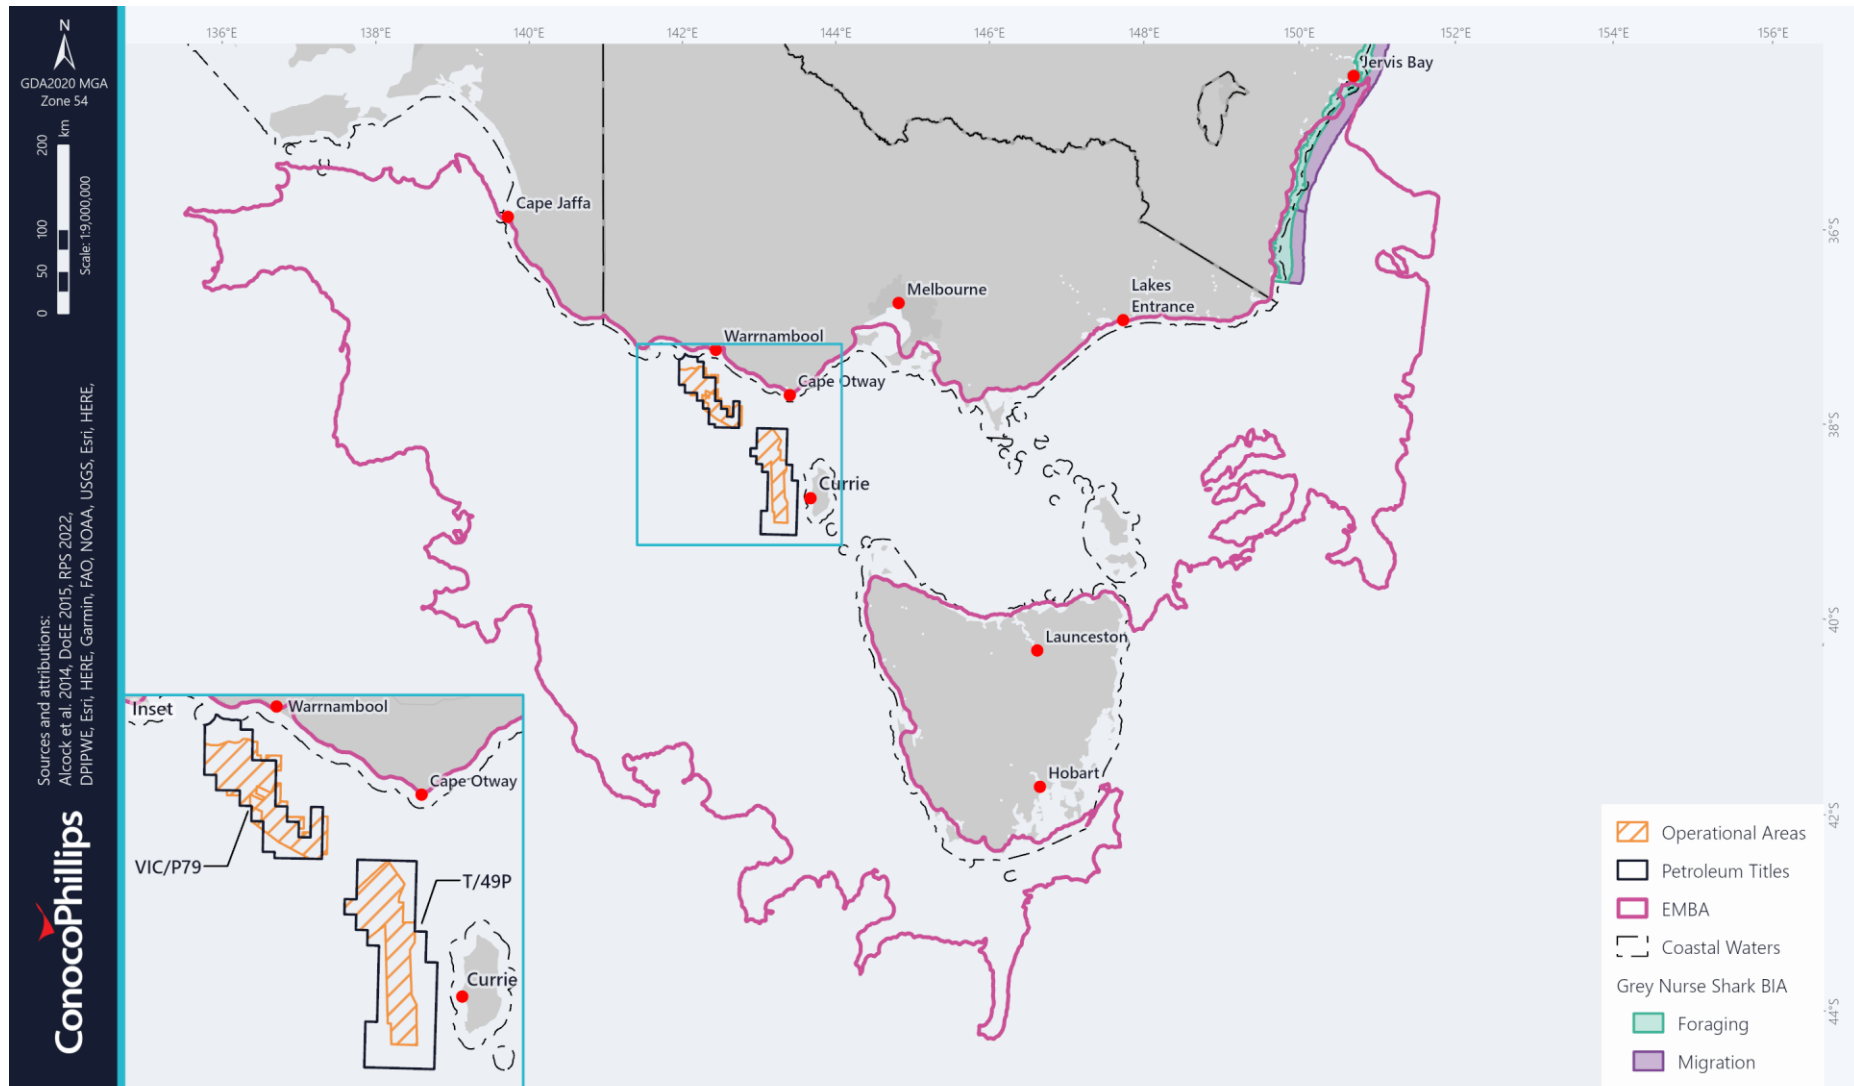 N
GDA2020 MGA
Zone 54
0 50 100 200
km
Scale: 1:9,000,000
Sources and attributions:
Alcock et al. 2014, DoEE 2015, RPS 2022,
DPIPWE, Esri, HERE, Garmin, FAO, NOAA, USGS, Esri, HERE,
ConocoPhillips
136°E 138°E 140°E 142°E 144°E 146°E 148°E 150°E 152°E 154°E 156°E
Jervis Bay
Cape Jaffa
36°S
Melbourne
Lakes
Entrance
Warrnambool
Cape Otway
38°S
Currie
40°S
Launceston
Hobart
42°S
44°S
Inset
Warrnambool
Cape Otway
VIC/P79
T/49P
Currie
Operational Areas
Petroleum Titles
EMBA
Coastal Waters
Grey Nurse Shark BIA
Foraging
Migration